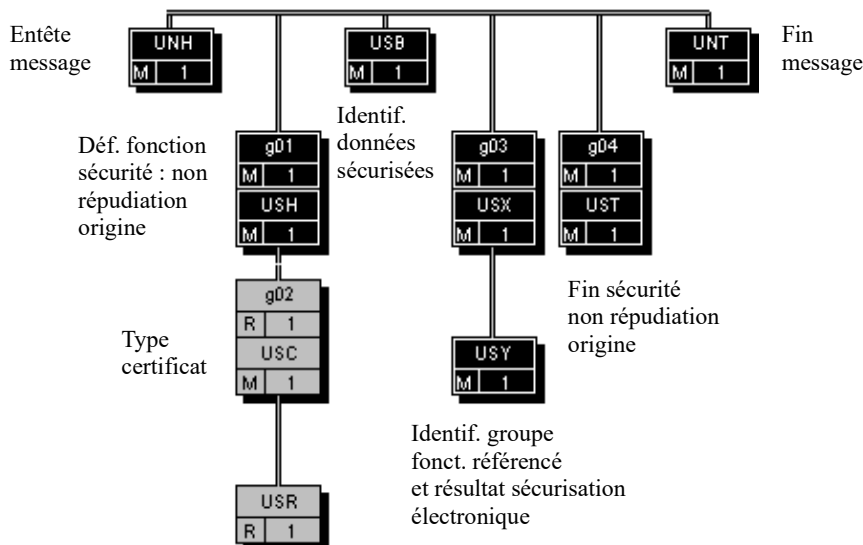 Entête
message
UNH
M 1
USB
M 1
UNT
M 1
Fin
message
Identif.
données
sécurisées
Déf. fonction
sécurité : non
répudiation
origine
g01
M 1
USH
M 1
g03
M 1
USX
M 1
g04
M 1
UST
M 1
Fin sécurité
non répudiation
origine
Type
certificat
g02
R 1
USC
M 1
USY
M 1
Identif. groupe
fonct. référencé
et résultat sécurisation
électronique
USR
R 1